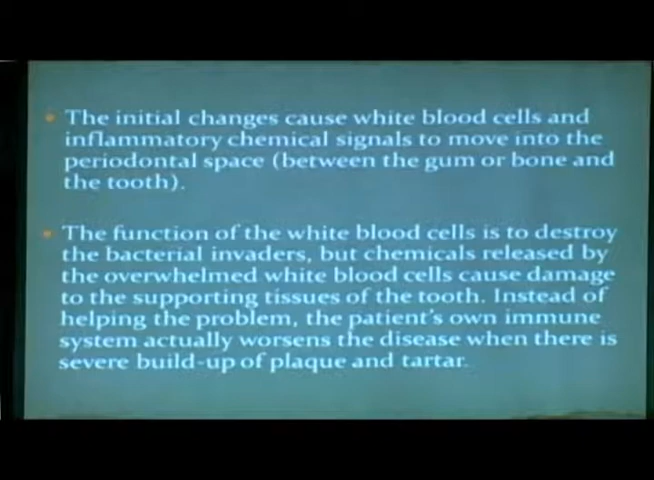 • The initial changes cause white blood cells and
inflammatory chemical signals to move into the
periodontal space (between the gum or bone and
the tooth).
• The function of the white blood cells is to destroy
the bacterial invaders, but chemicals released by
the overwhelmed white blood cells cause damage
to the supporting tissues of the tooth. Instead of
helping the problem, the patient's own immune
system actually worsens the disease when there is
severe build-up of plaque and tartar.